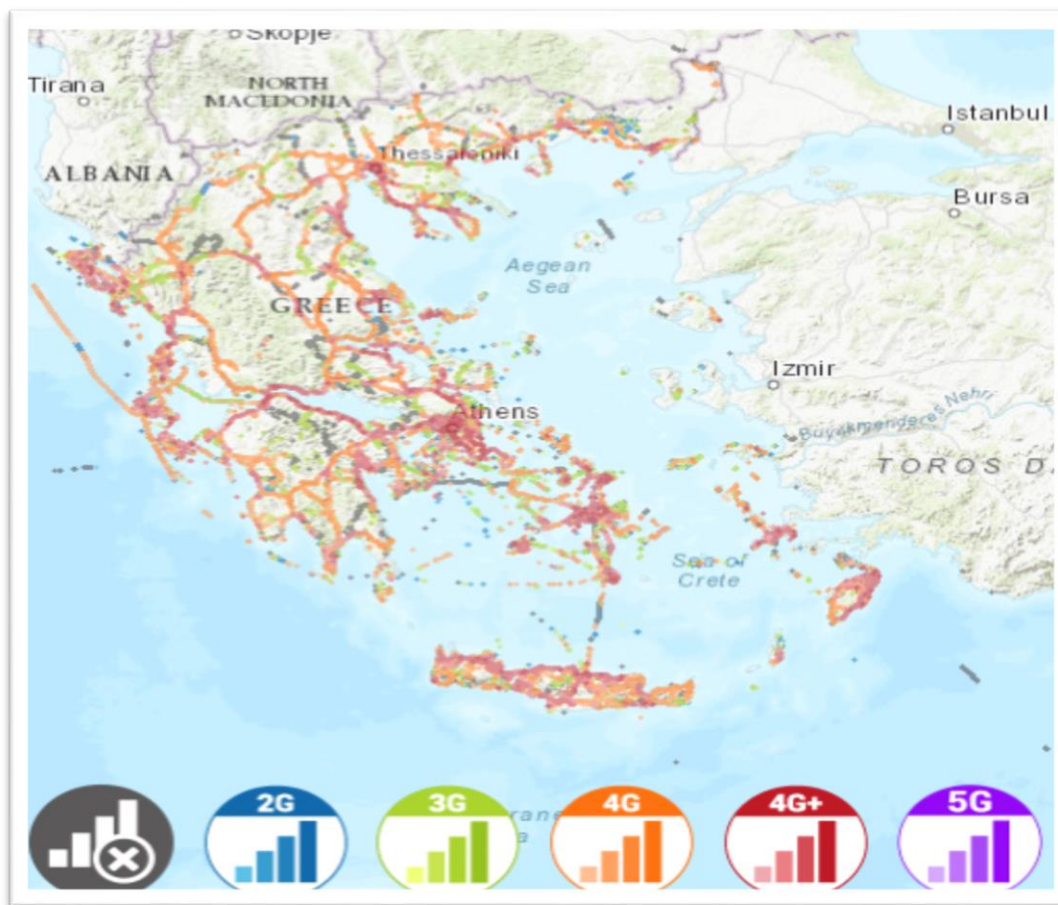 Skopje
Tirana
NORTH
MACEDONIA
Istanbul
Thessaloniki
ALBANIA
Bursa
Aegean
Sea
GREECE
Izmir
Athens
Büyükmenderes Nehri
TOROS D
Sea of
Crete
2G
3G
4G
4G+
5G
rane
a